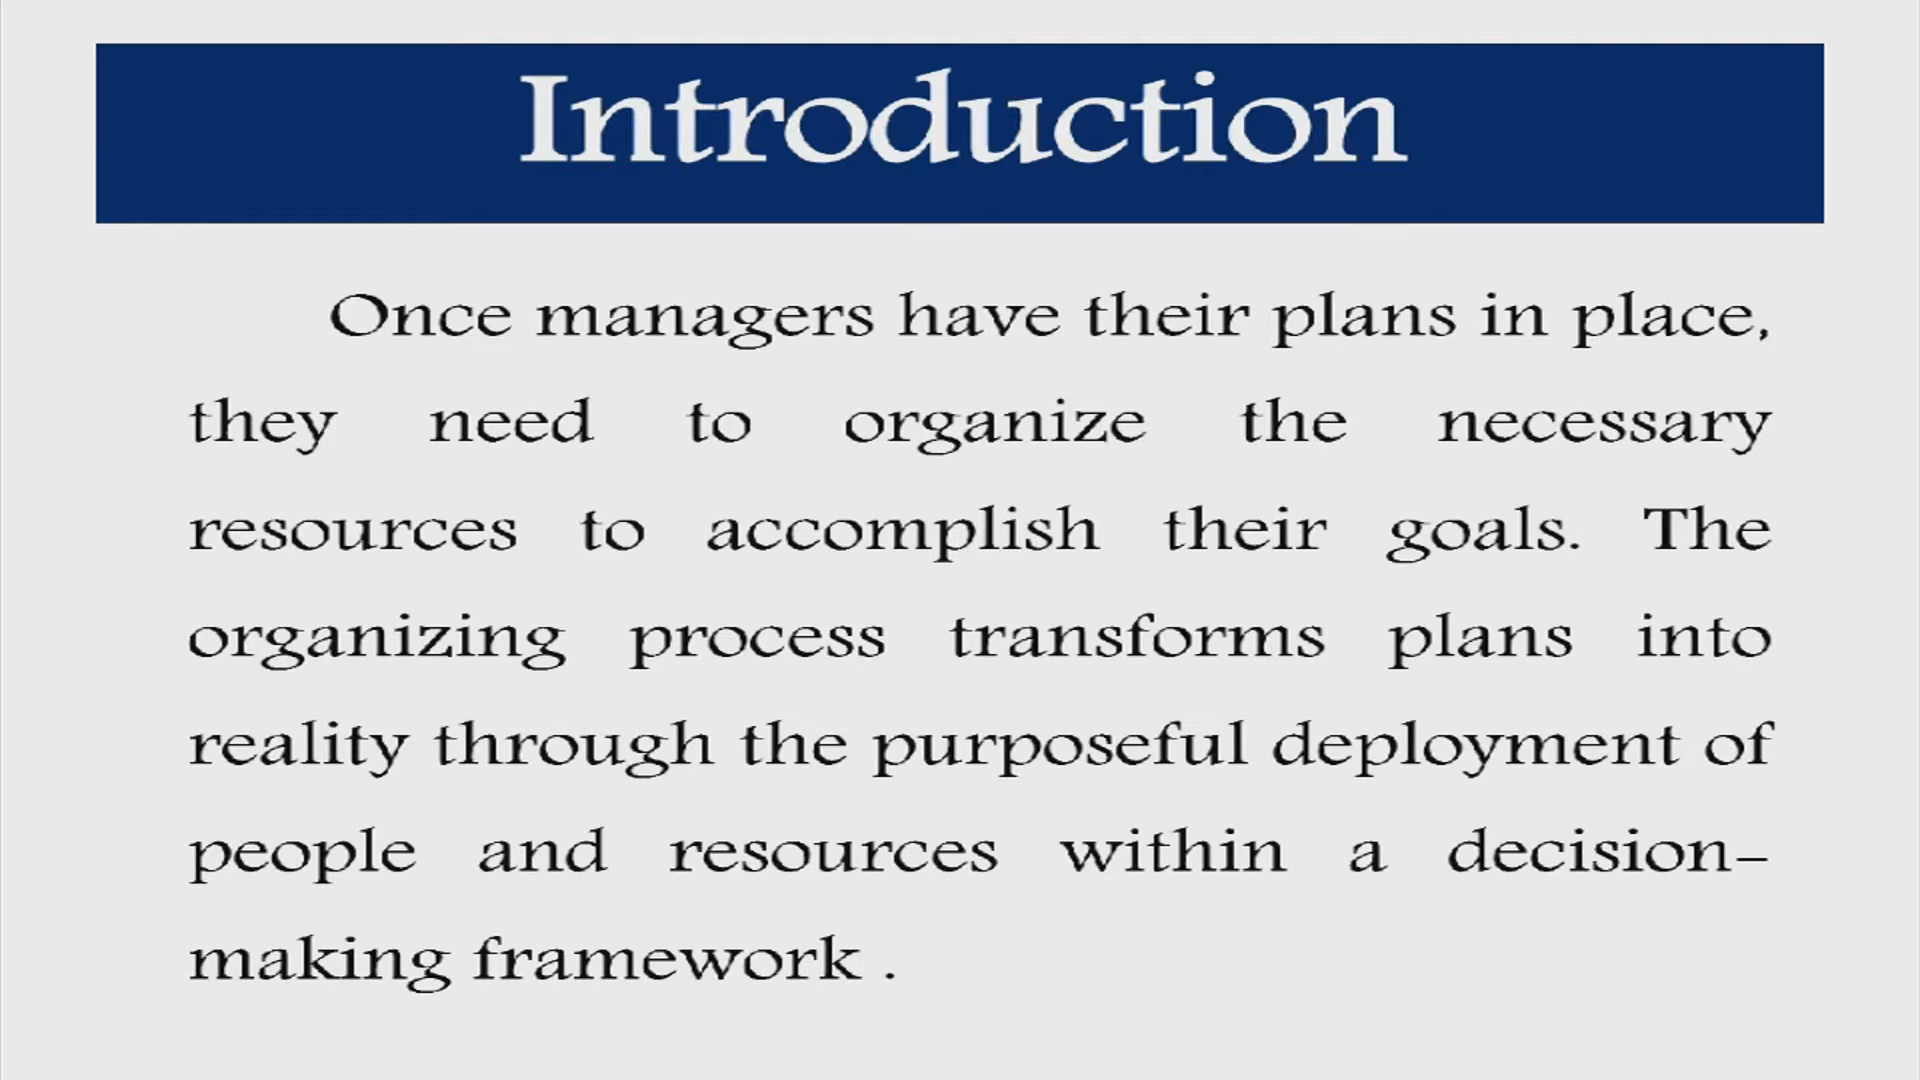 Introduction
Once managers have their plans in place,
they need to organize the necessary
resources to accomplish their goals. The
organizing process transforms plans into
reality through the purposeful deployment of
people and resources within a decision-
making framework .